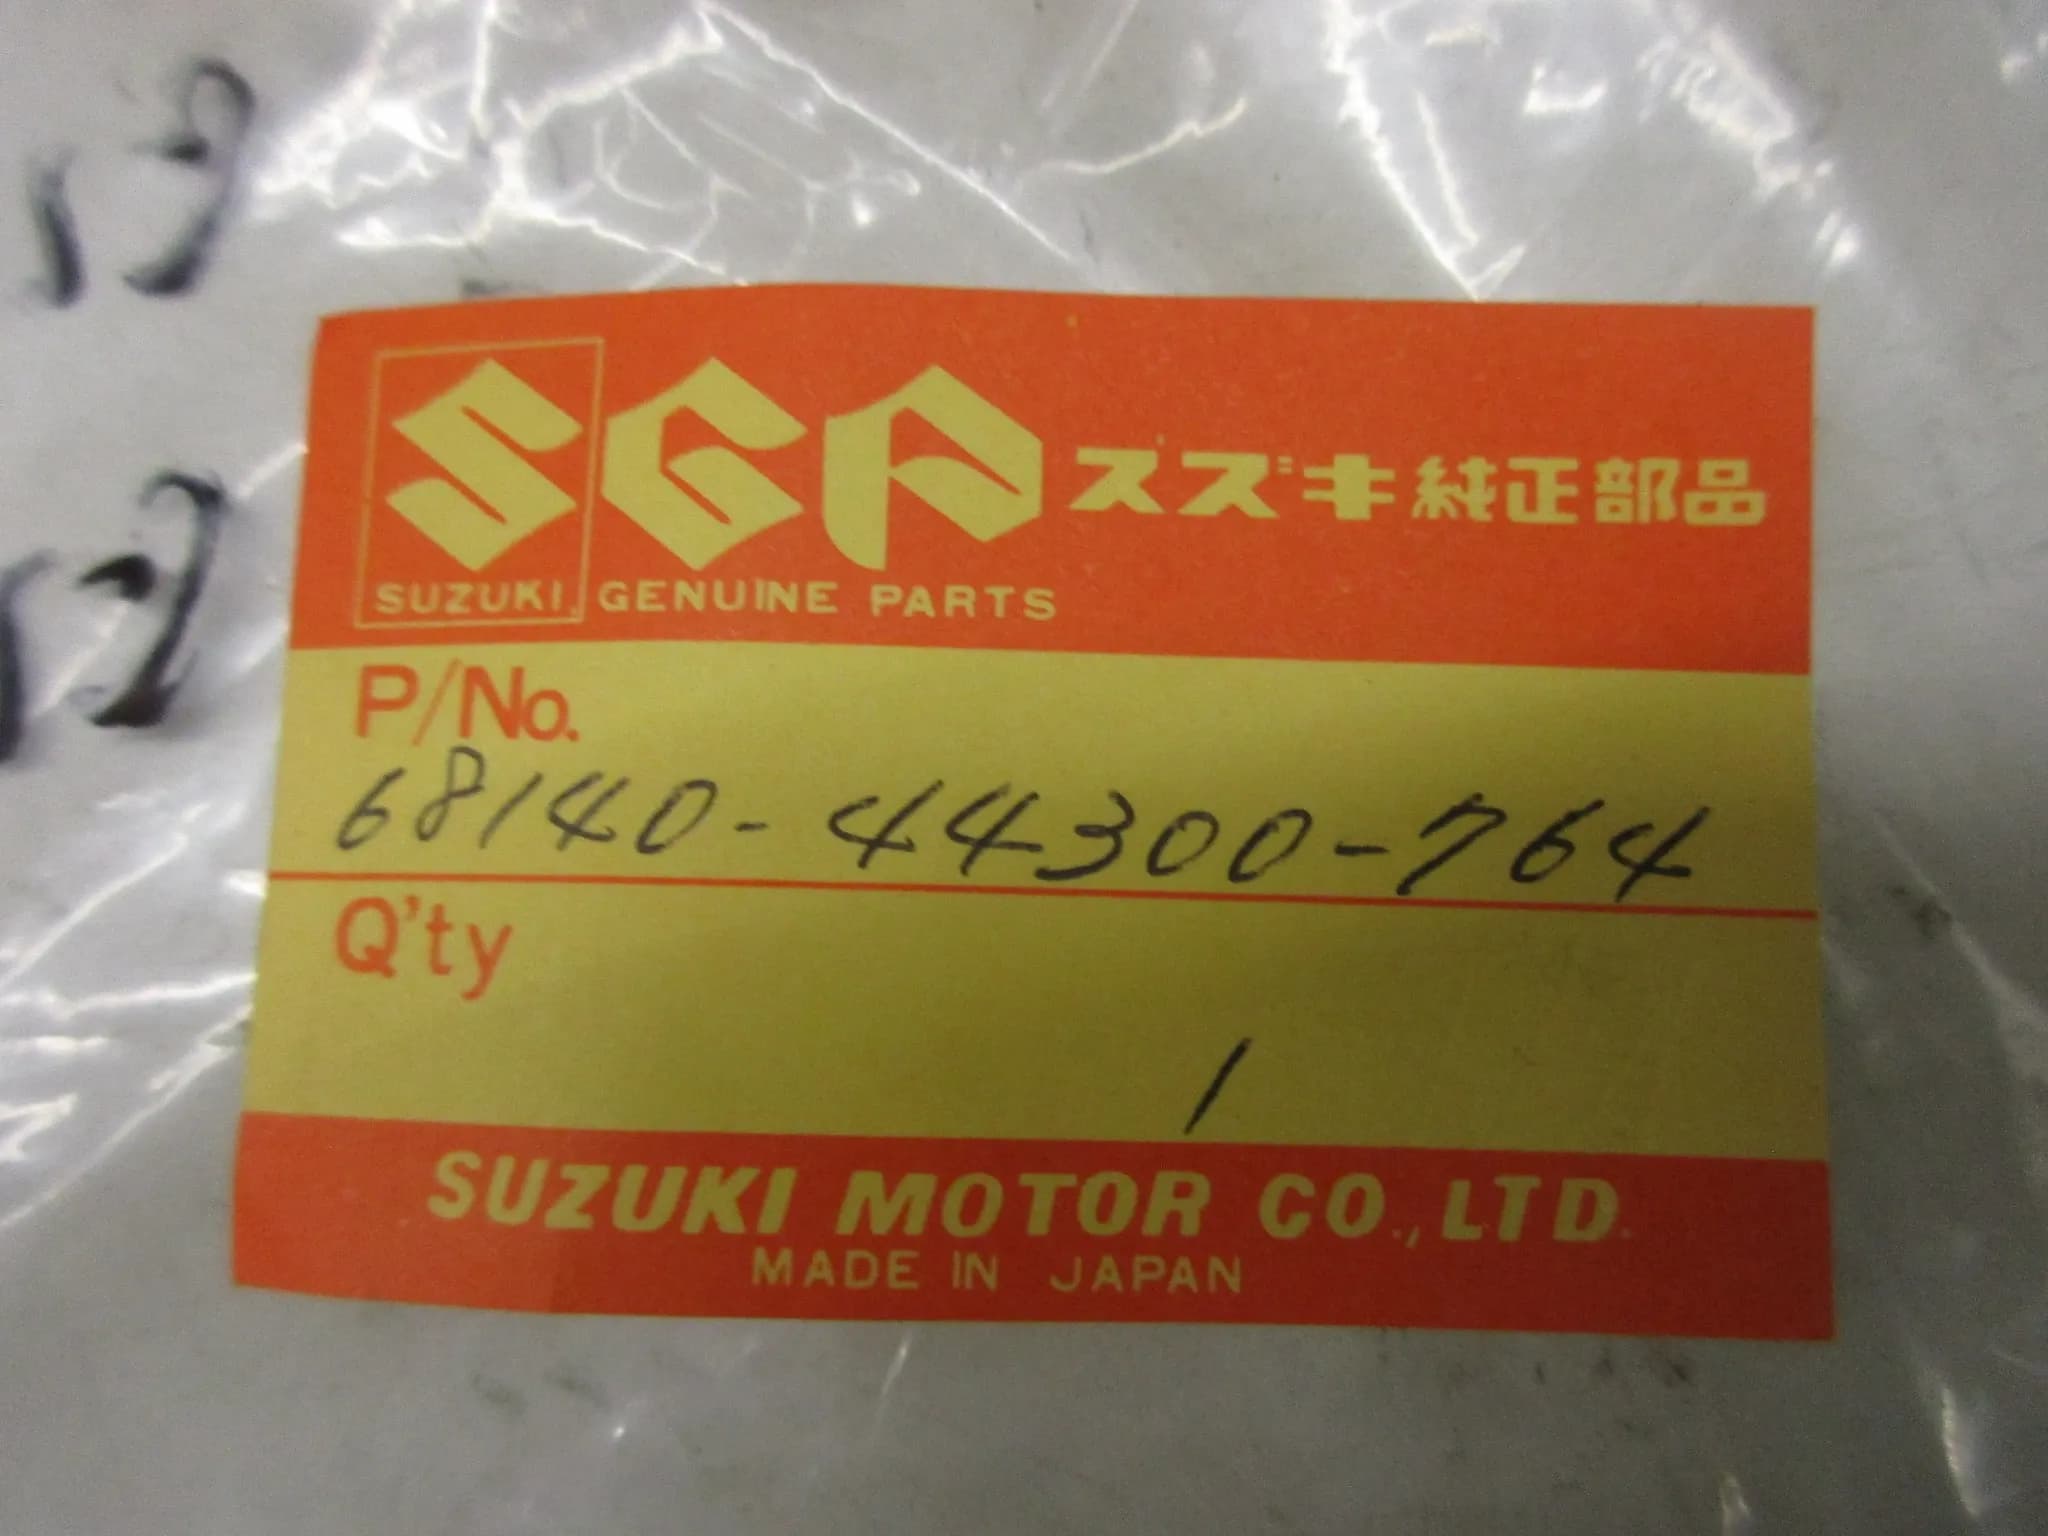 SGP スズキ純正部品
SUZUKI GENUINE PARTS
P/No.
68140-44300-764
Q'ty
1
SUZUKI MOTOR CO., LTD.
MADE IN JAPAN